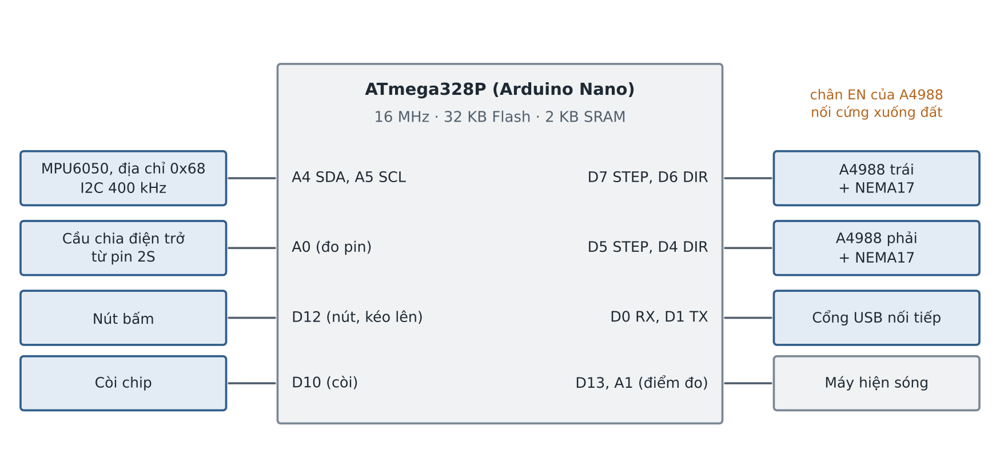 ATmega328P (Arduino Nano)
16 MHz · 32 KB Flash · 2 KB SRAM
chân EN của A4988
nối cứng xuống đất
MPU6050, địa chỉ 0x68
I2C 400 kHz
A4 SDA, A5 SCL
D7 STEP, D6 DIR
A4988 trái
+ NEMA17
Cầu chia điện trở
từ pin 2S
A0 (đo pin)
D5 STEP, D4 DIR
A4988 phải
+ NEMA17
Nút bấm
D12 (nút, kéo lên)
D0 RX, D1 TX
Cổng USB nối tiếp
Còi chip
D10 (còi)
D13, A1 (điểm đo)
Máy hiện sóng